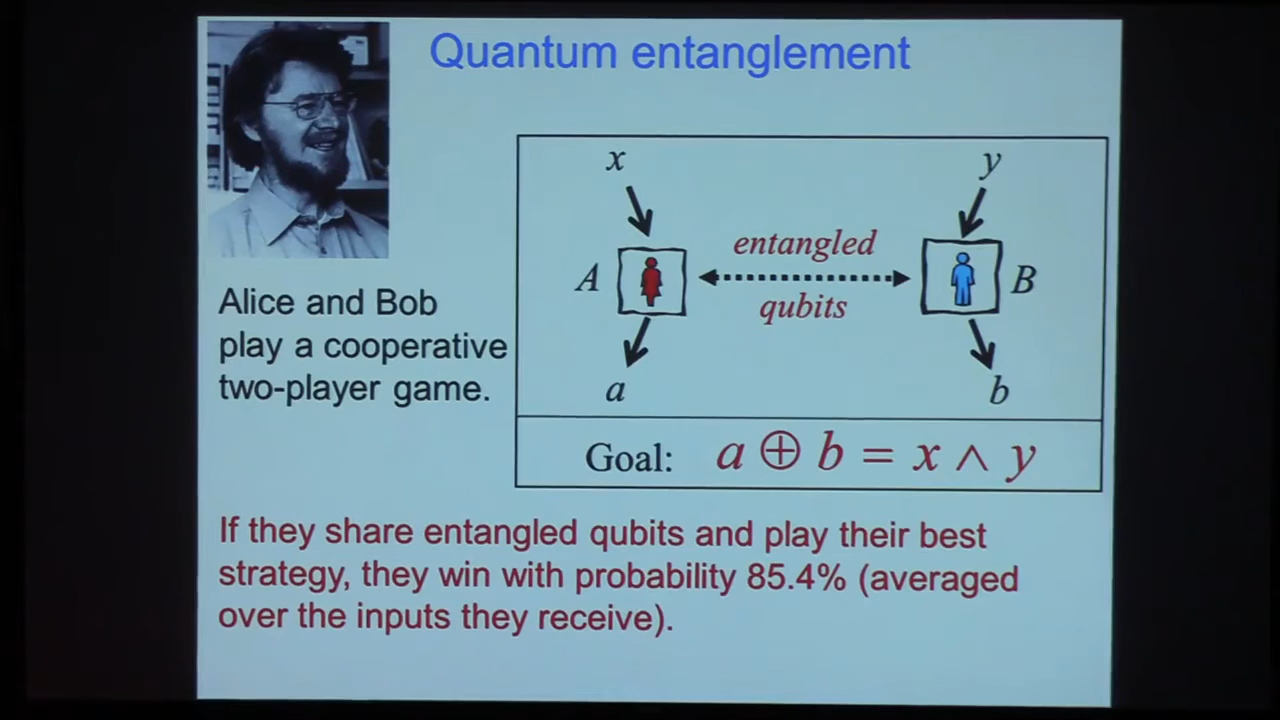 Quantum entanglement
x
y
entangled
A
B
qubits
a
b
Alice and Bob
play a cooperative
two-player game.
Goal: a ⊕ b = x ∧ y
If they share entangled qubits and play their best
strategy, they win with probability 85.4% (averaged
over the inputs they receive).